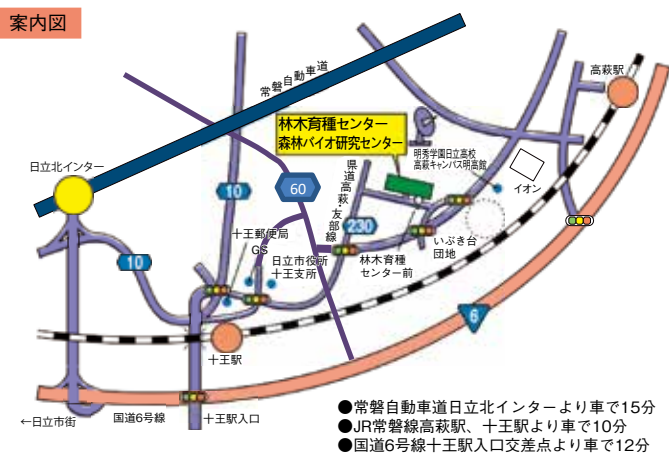 案内図
常磐自動車道
高萩駅
林木育種センター
森林バイオ研究センター
明秀学園日立高校
高萩キャンパス明高館
イオン
日立北インター
10
60
県道高萩・友部線
230
十王郵便局
GS
日立市役所
十王支所
林木育種
センター前
いぶき台
団地
10
6
十王駅
←日立市街
国道6号線
十王駅入口
●常磐自動車道日立北インターより車で15分
●JR常磐線高萩駅、十王駅より車で10分
●国道6号線十王駅入口交差点より車で12分